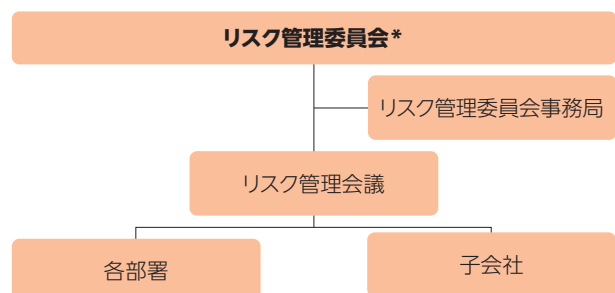 リスク管理委員会*
リスク管理委員会事務局
リスク管理会議
各部署
子会社